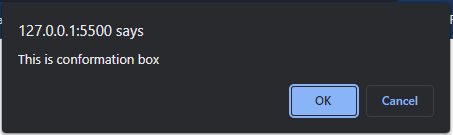 127.0.0.1:5500 says
This is conformation box
OK
Cancel